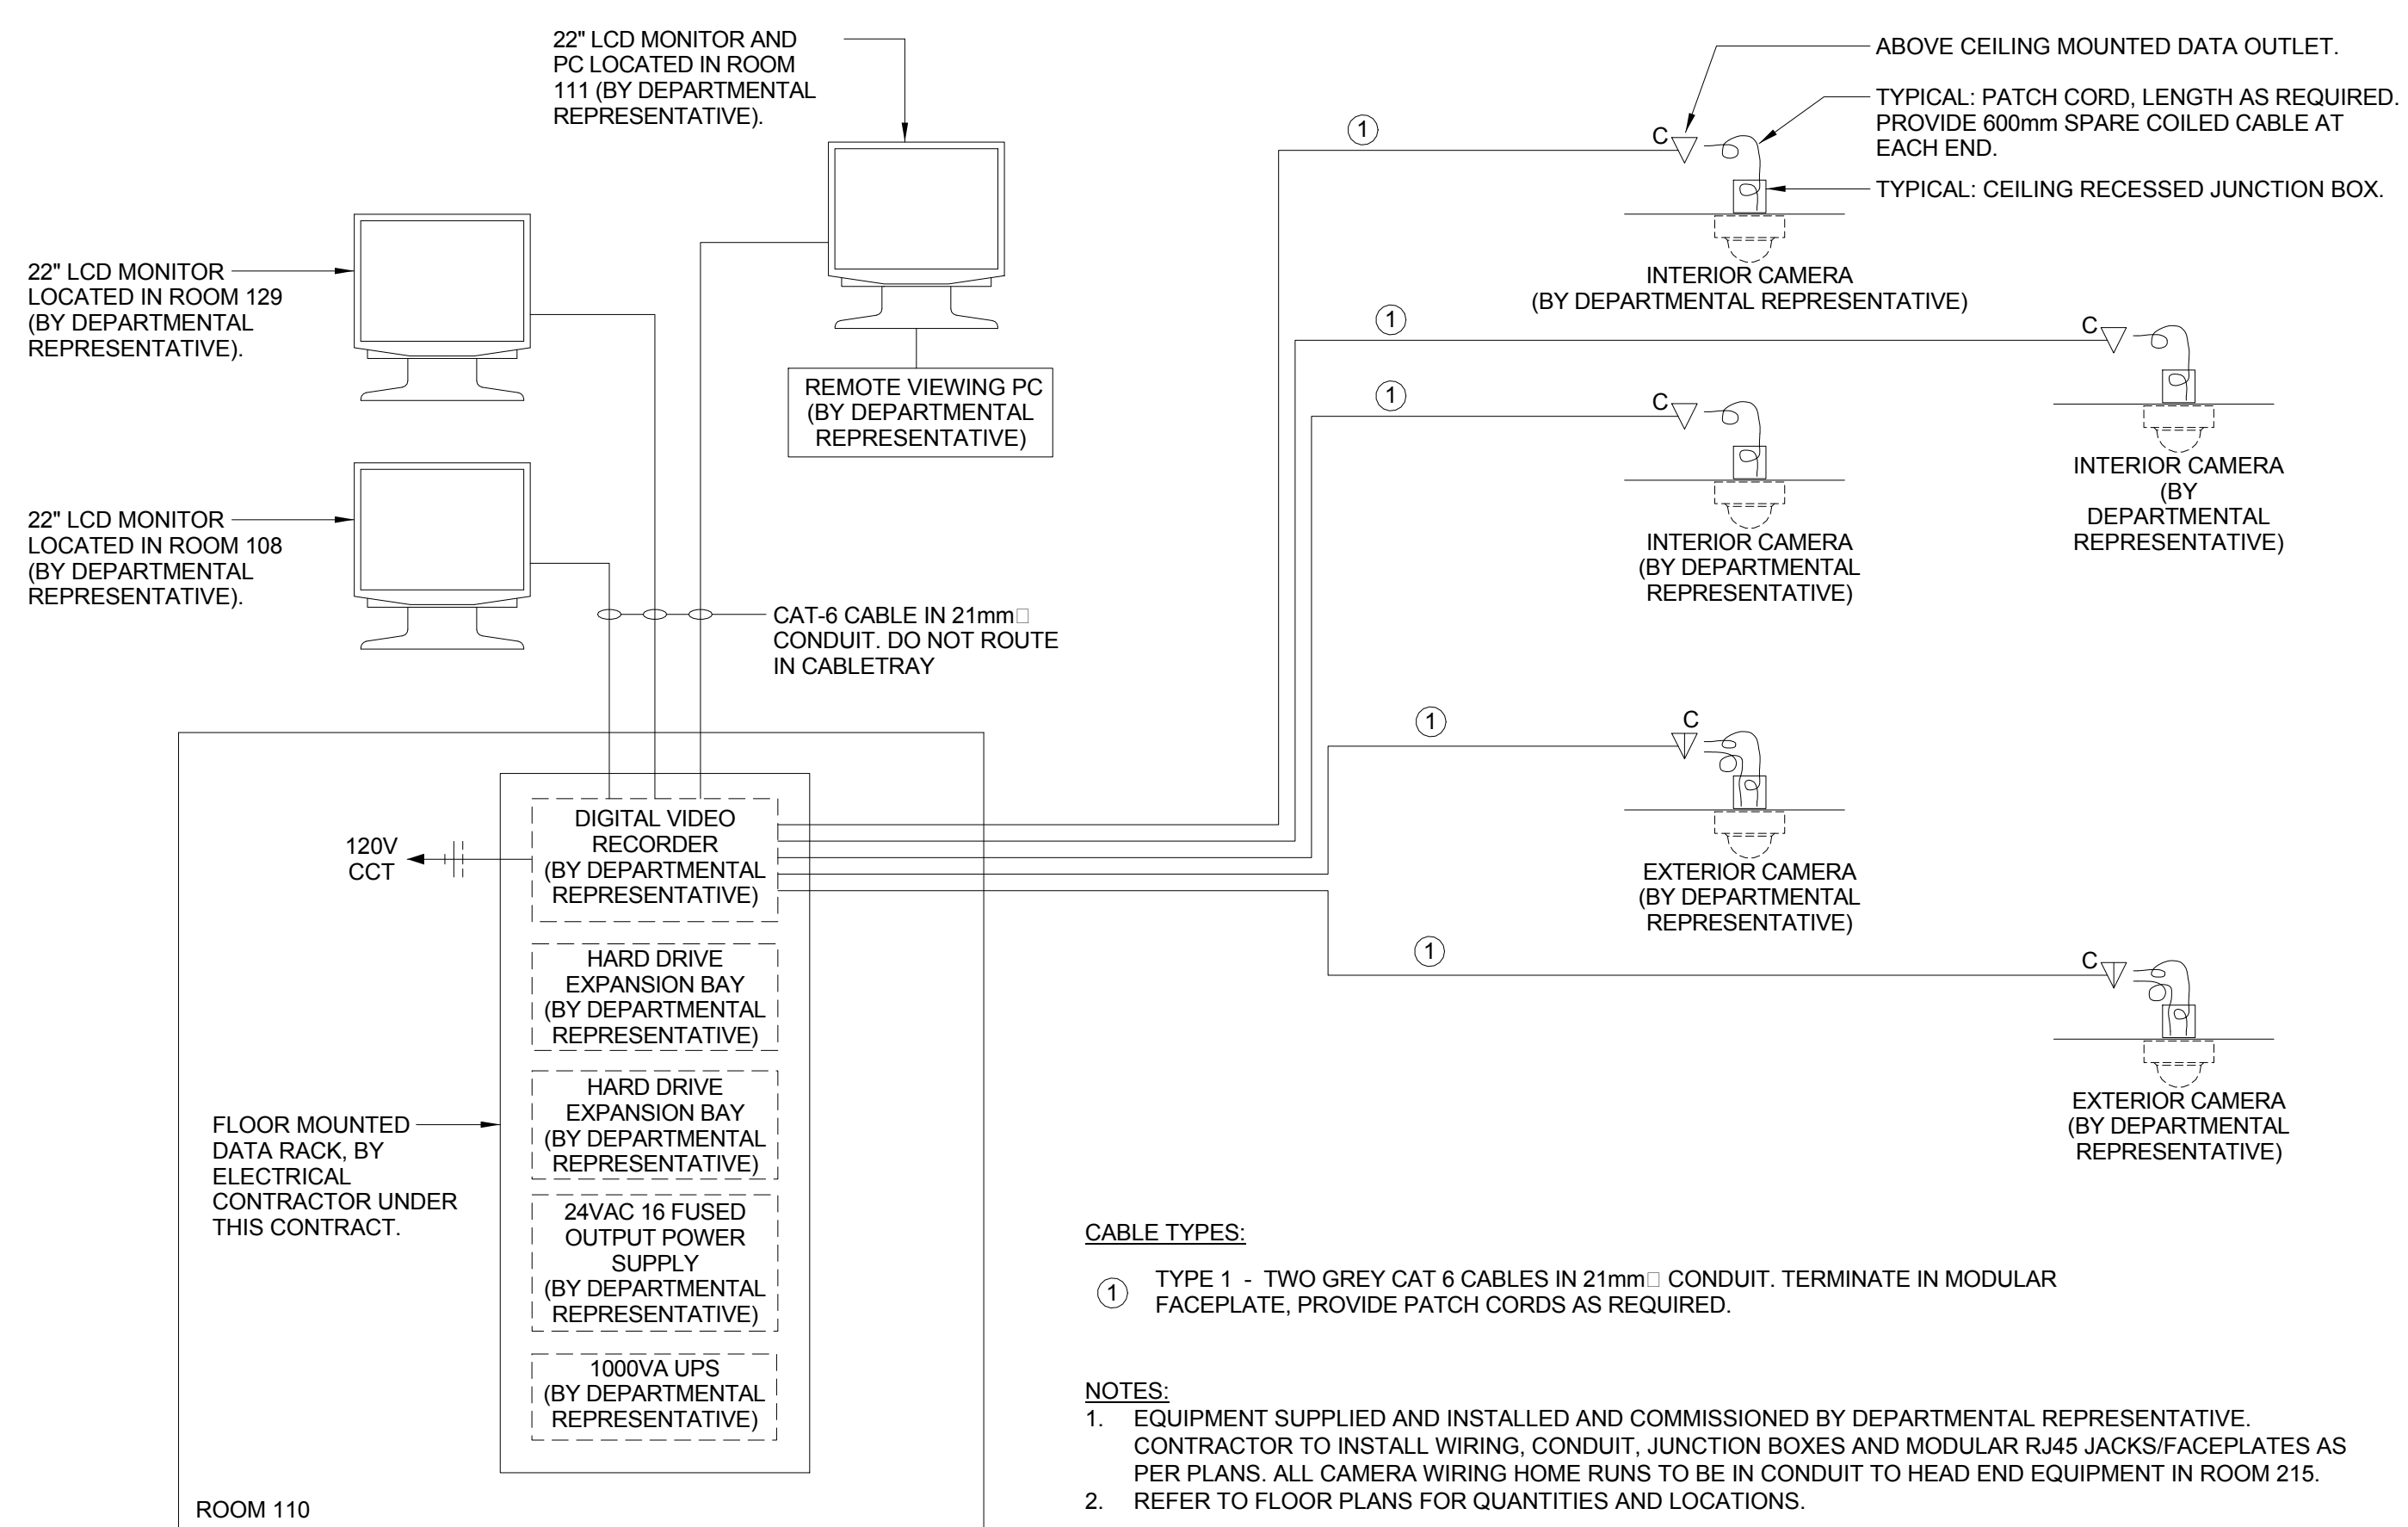 22" LCD MONITOR AND
PC LOCATED IN ROOM
111 (BY DEPARTMENTAL
REPRESENTATIVE).
22" LCD MONITOR
LOCATED IN ROOM 129
(BY DEPARTMENTAL
REPRESENTATIVE).
REMOTE VIEWING PC
(BY DEPARTMENTAL
REPRESENTATIVE)
22" LCD MONITOR
LOCATED IN ROOM 108
(BY DEPARTMENTAL
REPRESENTATIVE).
CAT-6 CABLE IN 21mm□
CONDUIT. DO NOT ROUTE
IN CABLETRAY
ABOVE CEILING MOUNTED DATA OUTLET.
TYPICAL: PATCH CORD, LENGTH AS REQUIRED.
PROVIDE 600mm SPARE COILED CABLE AT
EACH END.
TYPICAL: CEILING RECESSED JUNCTION BOX.
1
C
INTERIOR CAMERA
(BY DEPARTMENTAL REPRESENTATIVE)
1
C
INTERIOR CAMERA
(BY
DEPARTMENTAL
REPRESENTATIVE)
1
C
INTERIOR CAMERA
(BY DEPARTMENTAL
REPRESENTATIVE)
1
C
EXTERIOR CAMERA
(BY DEPARTMENTAL
REPRESENTATIVE)
1
C
EXTERIOR CAMERA
(BY DEPARTMENTAL
REPRESENTATIVE)
120V
CCT
DIGITAL VIDEO
RECORDER
(BY DEPARTMENTAL
REPRESENTATIVE)
HARD DRIVE
EXPANSION BAY
(BY DEPARTMENTAL
REPRESENTATIVE)
HARD DRIVE
EXPANSION BAY
(BY DEPARTMENTAL
REPRESENTATIVE)
FLOOR MOUNTED
DATA RACK, BY
ELECTRICAL
CONTRACTOR UNDER
THIS CONTRACT.
24VAC 16 FUSED
OUTPUT POWER
SUPPLY
(BY DEPARTMENTAL
REPRESENTATIVE)
1000VA UPS
(BY DEPARTMENTAL
REPRESENTATIVE)
ROOM 110
CABLE TYPES:
1 TYPE 1 - TWO GREY CAT 6 CABLES IN 21mm□ CONDUIT. TERMINATE IN MODULAR
FACEPLATE, PROVIDE PATCH CORDS AS REQUIRED.
NOTES:
1. EQUIPMENT SUPPLIED AND INSTALLED AND COMMISSIONED BY DEPARTMENTAL REPRESENTATIVE.
CONTRACTOR TO INSTALL WIRING, CONDUIT, JUNCTION BOXES AND MODULAR RJ45 JACKS/FACEPLATES AS
PER PLANS. ALL CAMERA WIRING HOME RUNS TO BE IN CONDUIT TO HEAD END EQUIPMENT IN ROOM 215.
2. REFER TO FLOOR PLANS FOR QUANTITIES AND LOCATIONS.